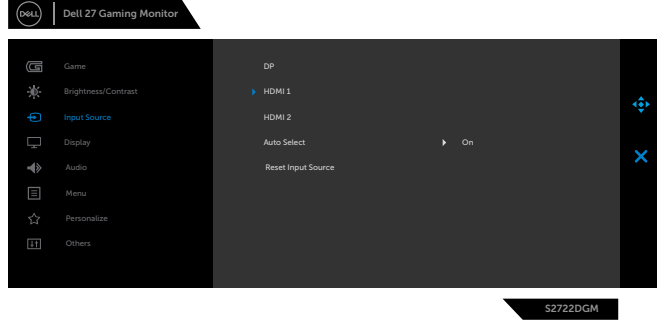 DELL
Dell 27 Gaming Monitor
Game
Brightness/Contrast
Input Source
Display
Audio
Menu
Personalize
Others
DP
HDMI 1
HDMI 2
Auto Select On
Reset Input Source
S2722DGM